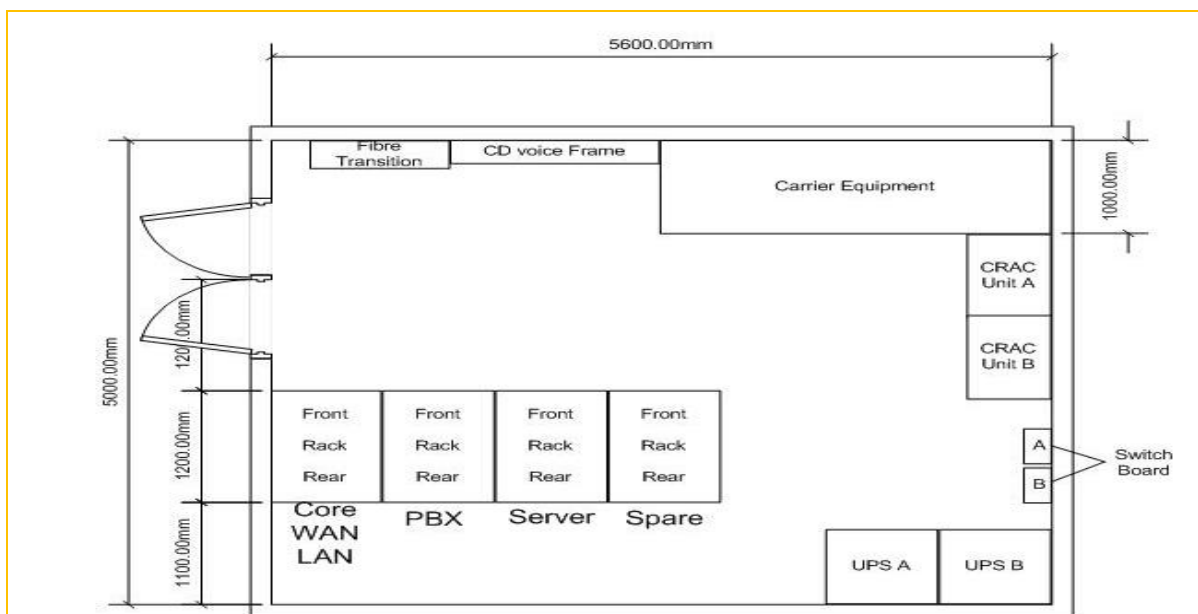 5600.00mm
Fibre
Transition
CD voice Frame
Carrier Equipment
1000.00mm
CRAC
Unit A
CRAC
Unit B
5000.00mm
1200.00mm
1200.00mm
1100.00mm
Front
Rack
Rear
Front
Rack
Rear
Front
Rack
Rear
Front
Rack
Rear
Core
WAN
LAN
PBX
Server
Spare
A
B
Switch
Board
UPS A
UPS B